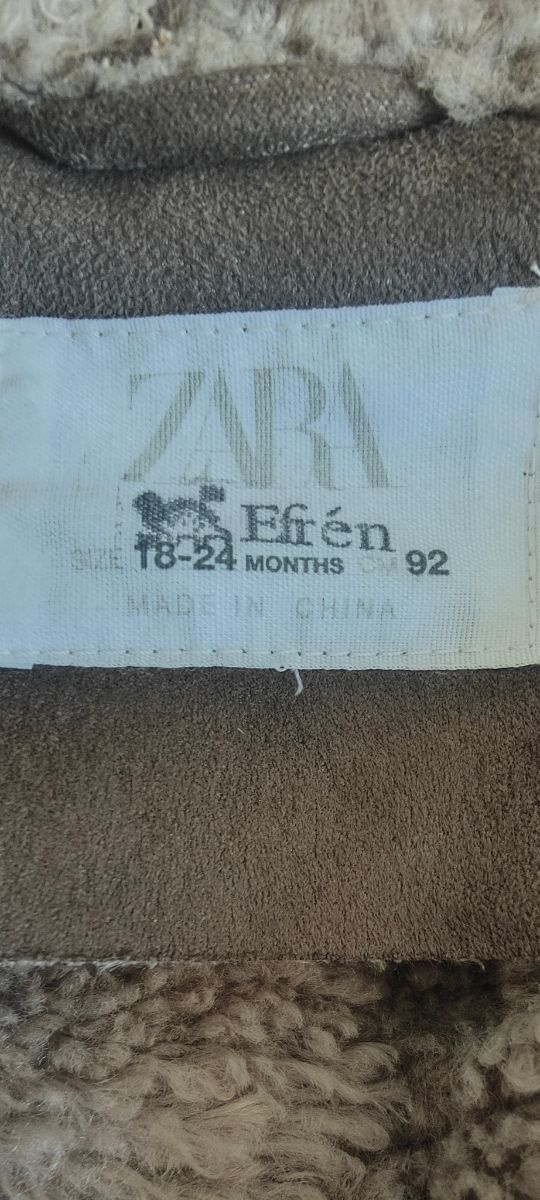 ZARA
Efrén
SIZE 18-24 MONTHS CM 92
MADE IN CHINA